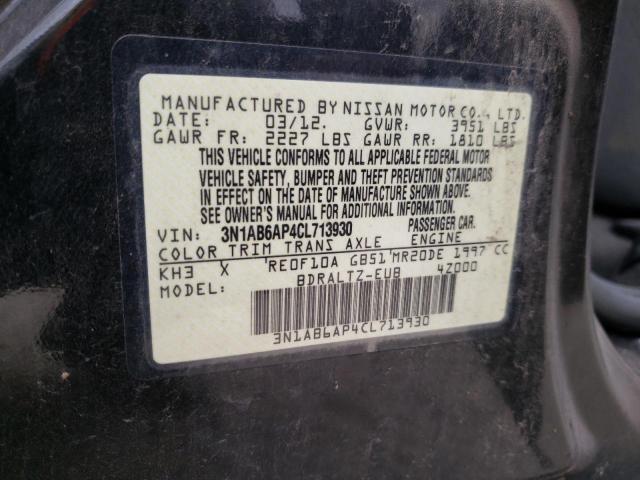 MANUFACTURED BY NISSAN MOTOR CO., LTD.
DATE: 03/12. GVWR: 3951 LBS
GAWR FR: 2227 LBS GAWR RR: 1810 LBS
THIS VEHICLE CONFORMS TO ALL APPLICABLE FEDERAL MOTOR
VEHICLE SAFETY, BUMPER AND THEFT PREVENTION STANDARDS
IN EFFECT ON THE DATE OF MANUFACTURE SHOWN ABOVE.
SEE OWNER'S MANUAL FOR ADDITIONAL INFORMATION.
VIN: 3N1AB6AP4CL713930 PASSENGER CAR.
COLOR TRIM TRANS AXLE ENGINE
KH3 X RE0F10A GB51 MR20DE 1997 CC
MODEL: BDRALTZ-EUB 4Z000
3N1AB6AP4CL713930